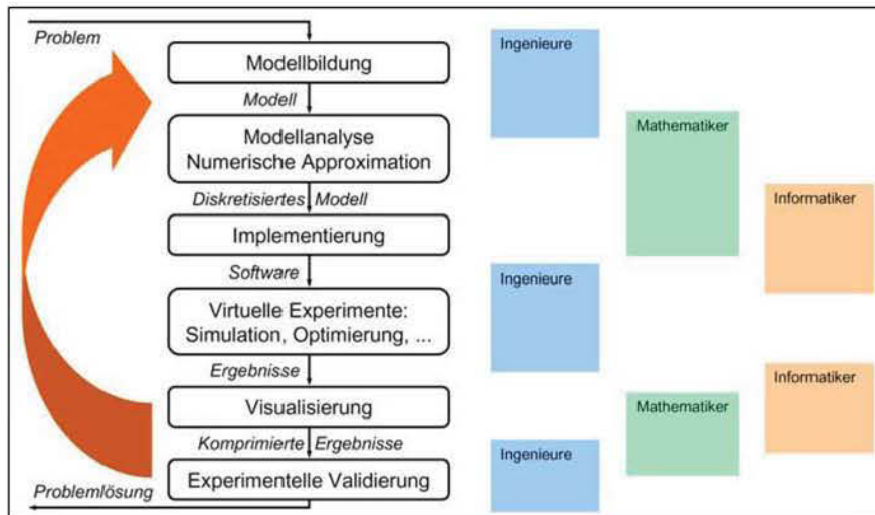 Problem
Modellbildung
Modell
Modellanalyse
Numerische Approximation
Diskretisiertes Modell
Implementierung
Software
Virtuelle Experimente:
Simulation, Optimierung, ...
Ergebnisse
Visualisierung
Komprimierte Ergebnisse
Experimentelle Validierung
Problemlösung
Ingenieure
Mathematiker
Informatiker
Ingenieure
Informatiker
Mathematiker
Ingenieure